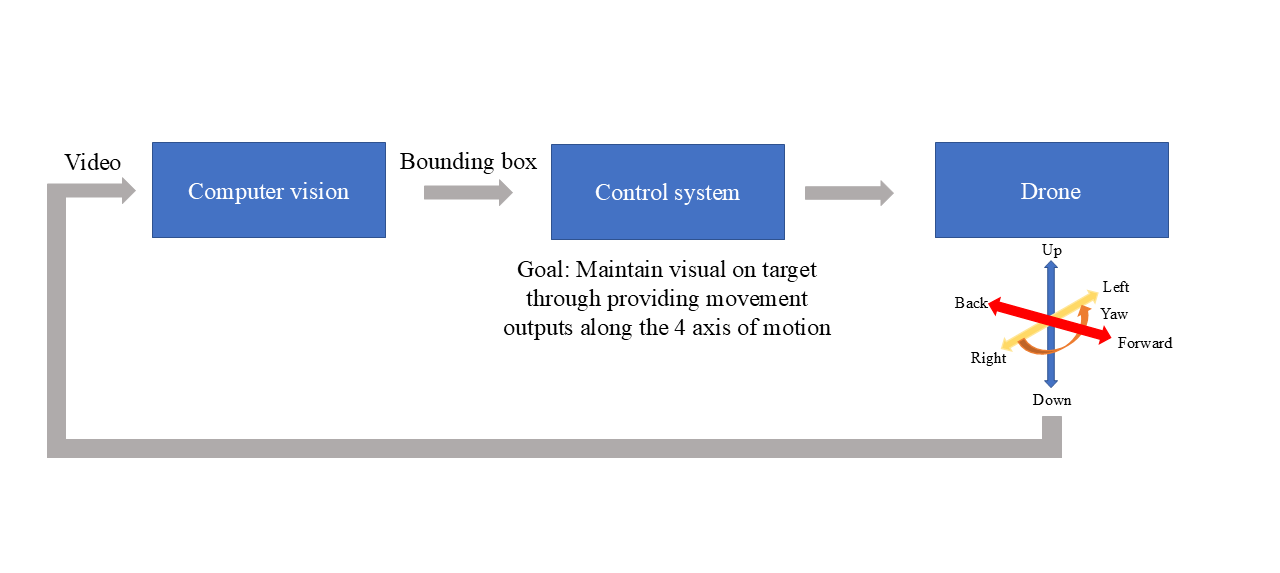 Video
Computer vision
Bounding box
Control system
Drone
Goal: Maintain visual on target
through providing movement
outputs along the 4 axis of motion
Up
Left
Back
Yaw
Forward
Right
Down